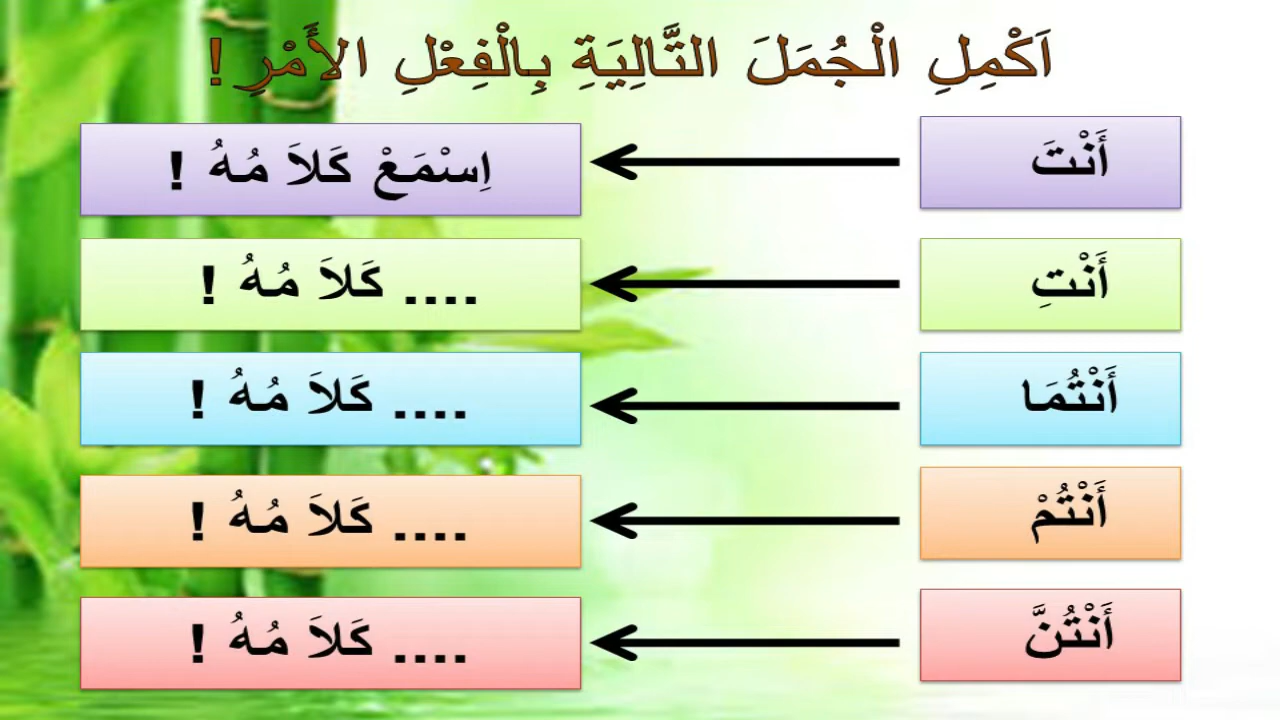 اَكْمِلِ الْجُمَلَ التَّالِيَةِ بِالْفِعْلِ الأَمْرِ !
أَنْتَ
اِسْمَعْ كَلاَ مُهُ !
أَنْتِ
.... كَلاَ مُهُ !
أَنْتُمَا
.... كَلاَ مُهُ !
أَنْتُمْ
.... كَلاَ مُهُ !
أَنْتُنَّ
.... كَلاَ مُهُ !